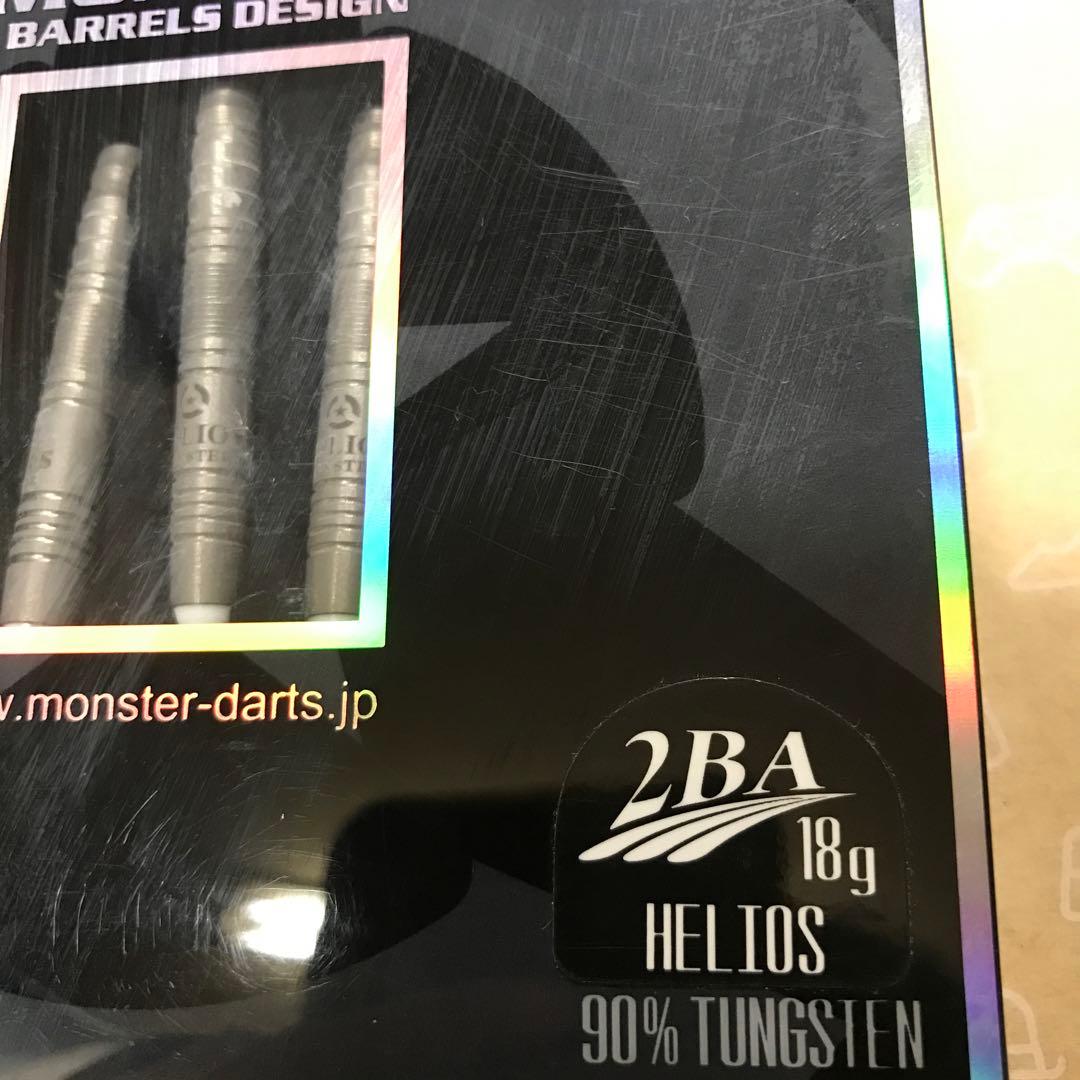 BARRELS DESIGN
w.monster-darts.jp
2BA
18g
HELIOS
90% TUNGSTEN